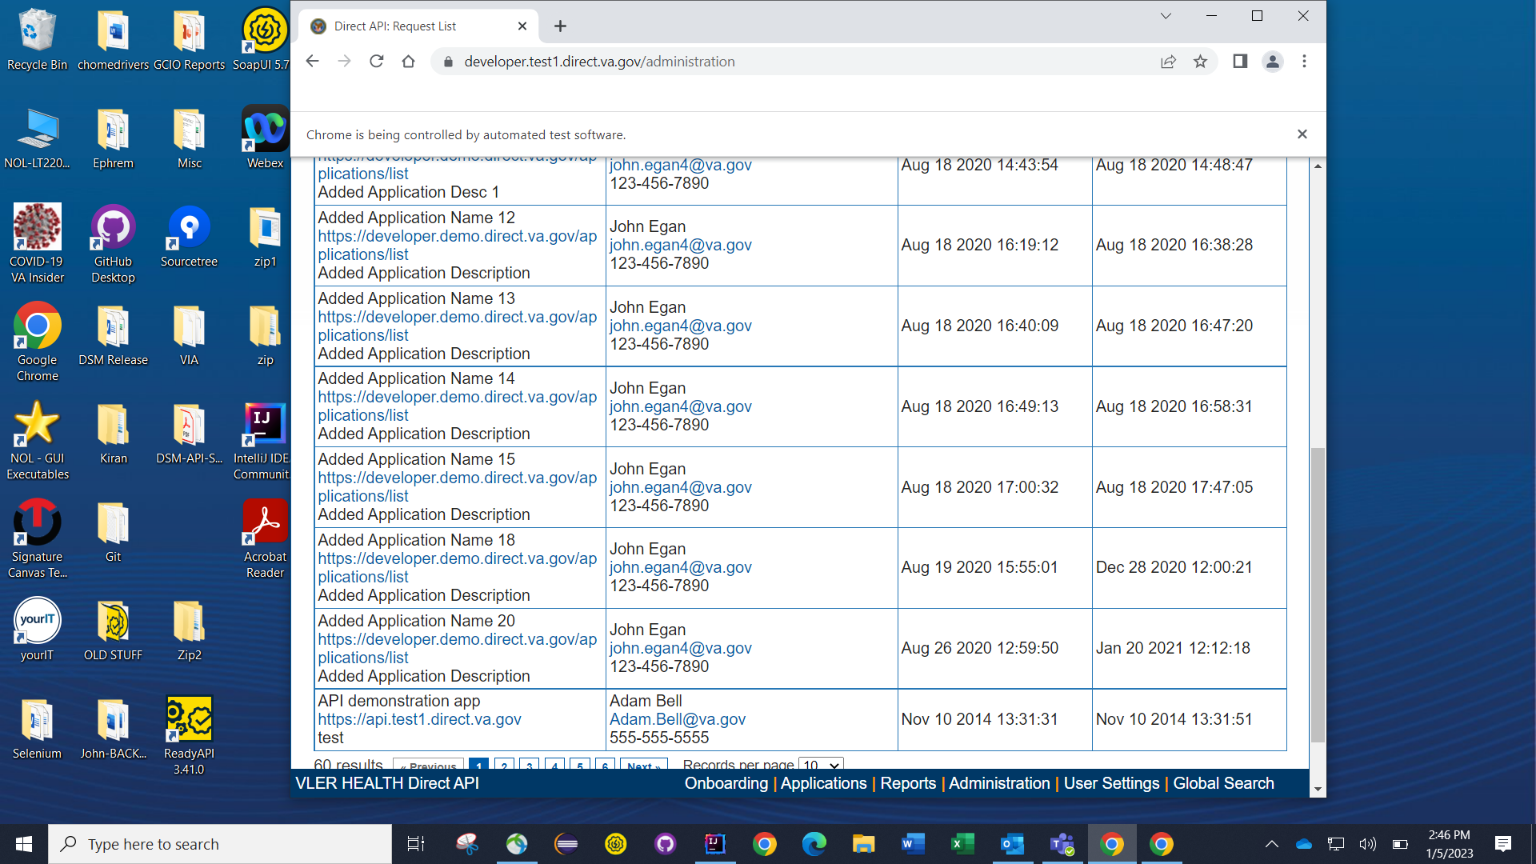 Recycle Bin
chomedrivers
GCIO Reports
SoapUI 5.7
NOL-LT220...
Ephrem
Misc
Webex
COVID-19
VA Insider
GitHub
Desktop
Sourcetree
zip1
Google
Chrome
DSM Release
VIA
zip
NOL - GUI
Executables
Kiran
DSM-API-S...
IntelliJ IDE
Communit
Signature
Canvas Te...
Git
Acrobat
Reader
yourIT
yourIT
OLD STUFF
Zip2
Selenium
John-BACK...
ReadyAPI
3.41.0
Direct API: Request List
developer.test1.direct.va.gov/administration
Chrome is being controlled by automated test software.
https://developer.demo.direct.va.gov/ap
plications/list
Added Application Desc 1
john.egan4@va.gov
123-456-7890
Aug 18 2020 14:43:54
Aug 18 2020 14:48:47
Added Application Name 12
https://developer.demo.direct.va.gov/ap
plications/list
Added Application Description
John Egan
john.egan4@va.gov
123-456-7890
Aug 18 2020 16:19:12
Aug 18 2020 16:38:28
Added Application Name 13
https://developer.demo.direct.va.gov/ap
plications/list
Added Application Description
John Egan
john.egan4@va.gov
123-456-7890
Aug 18 2020 16:40:09
Aug 18 2020 16:47:20
Added Application Name 14
https://developer.demo.direct.va.gov/ap
plications/list
Added Application Description
John Egan
john.egan4@va.gov
123-456-7890
Aug 18 2020 16:49:13
Aug 18 2020 16:58:31
Added Application Name 15
https://developer.demo.direct.va.gov/ap
plications/list
Added Application Description
John Egan
john.egan4@va.gov
123-456-7890
Aug 18 2020 17:00:32
Aug 18 2020 17:47:05
Added Application Name 18
https://developer.demo.direct.va.gov/ap
plications/list
Added Application Description
John Egan
john.egan4@va.gov
123-456-7890
Aug 19 2020 15:55:01
Dec 28 2020 12:00:21
Added Application Name 20
https://developer.demo.direct.va.gov/ap
plications/list
Added Application Description
John Egan
john.egan4@va.gov
123-456-7890
Aug 26 2020 12:59:50
Jan 20 2021 12:12:18
API demonstration app
https://api.test1.direct.va.gov
test
Adam Bell
Adam.Bell@va.gov
555-555-5555
Nov 10 2014 13:31:31
Nov 10 2014 13:31:51
60 results « Previous 1 2 3 4 5 6 Next » Records per page 10
VLER HEALTH Direct API Onboarding | Applications | Reports | Administration | User Settings | Global Search
Type here to search
2:46 PM
1/5/2023